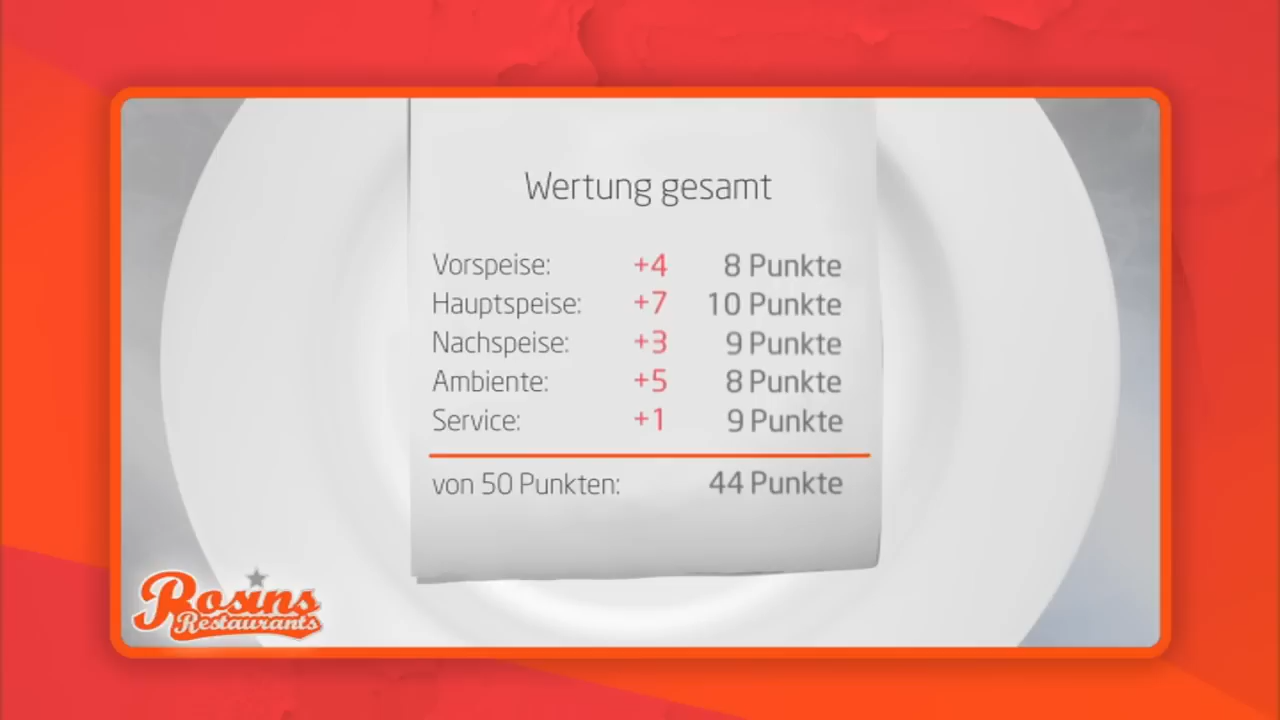 Wertung gesamt
Vorspeise: +4 8 Punkte
Hauptspeise: +7 10 Punkte
Nachspeise: +3 9 Punkte
Ambiente: +5 8 Punkte
Service: +1 9 Punkte
von 50 Punkten: 44 Punkte
Rosins
Restaurants